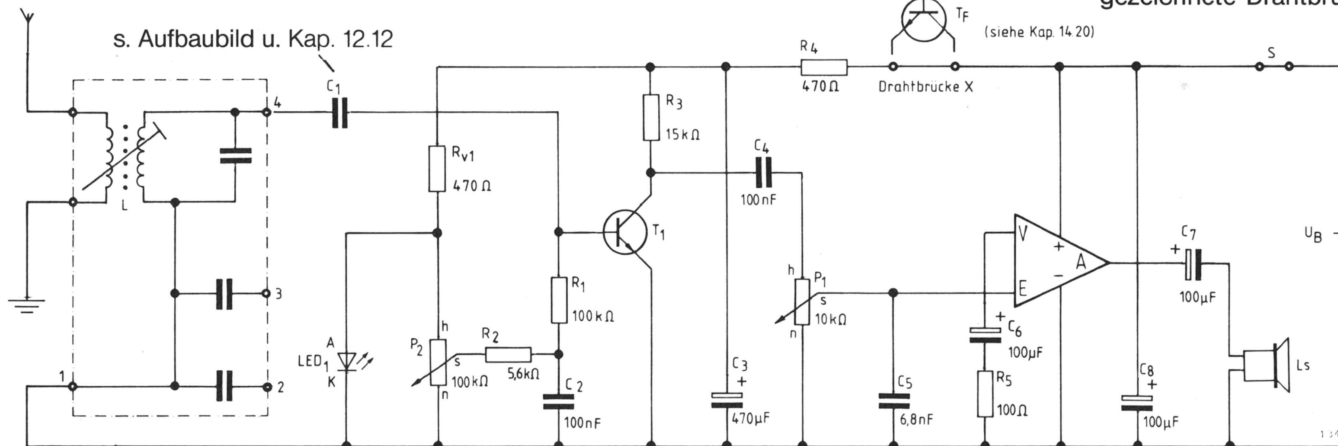 gezeichnete Drahtbrü
s. Aufbaubild u. Kap. 12.12
T_F
(siehe Kap. 14.20)
R4
470Ω
Drahtbrücke X
S
4
C1
R3
15kΩ
Rv1
470Ω
C4
100nF
L
T1
C7
+
100µF
U_B
V
+
A
−
E
h
P1
s
10kΩ
n
3
R1
100kΩ
A
LED1
K
h
P2
s
100kΩ
n
R2
5,6kΩ
+
C6
100µF
1
2
C2
100nF
C3
+
470µF
C5
6,8nF
R5
100Ω
C8
+
100µF
Ls